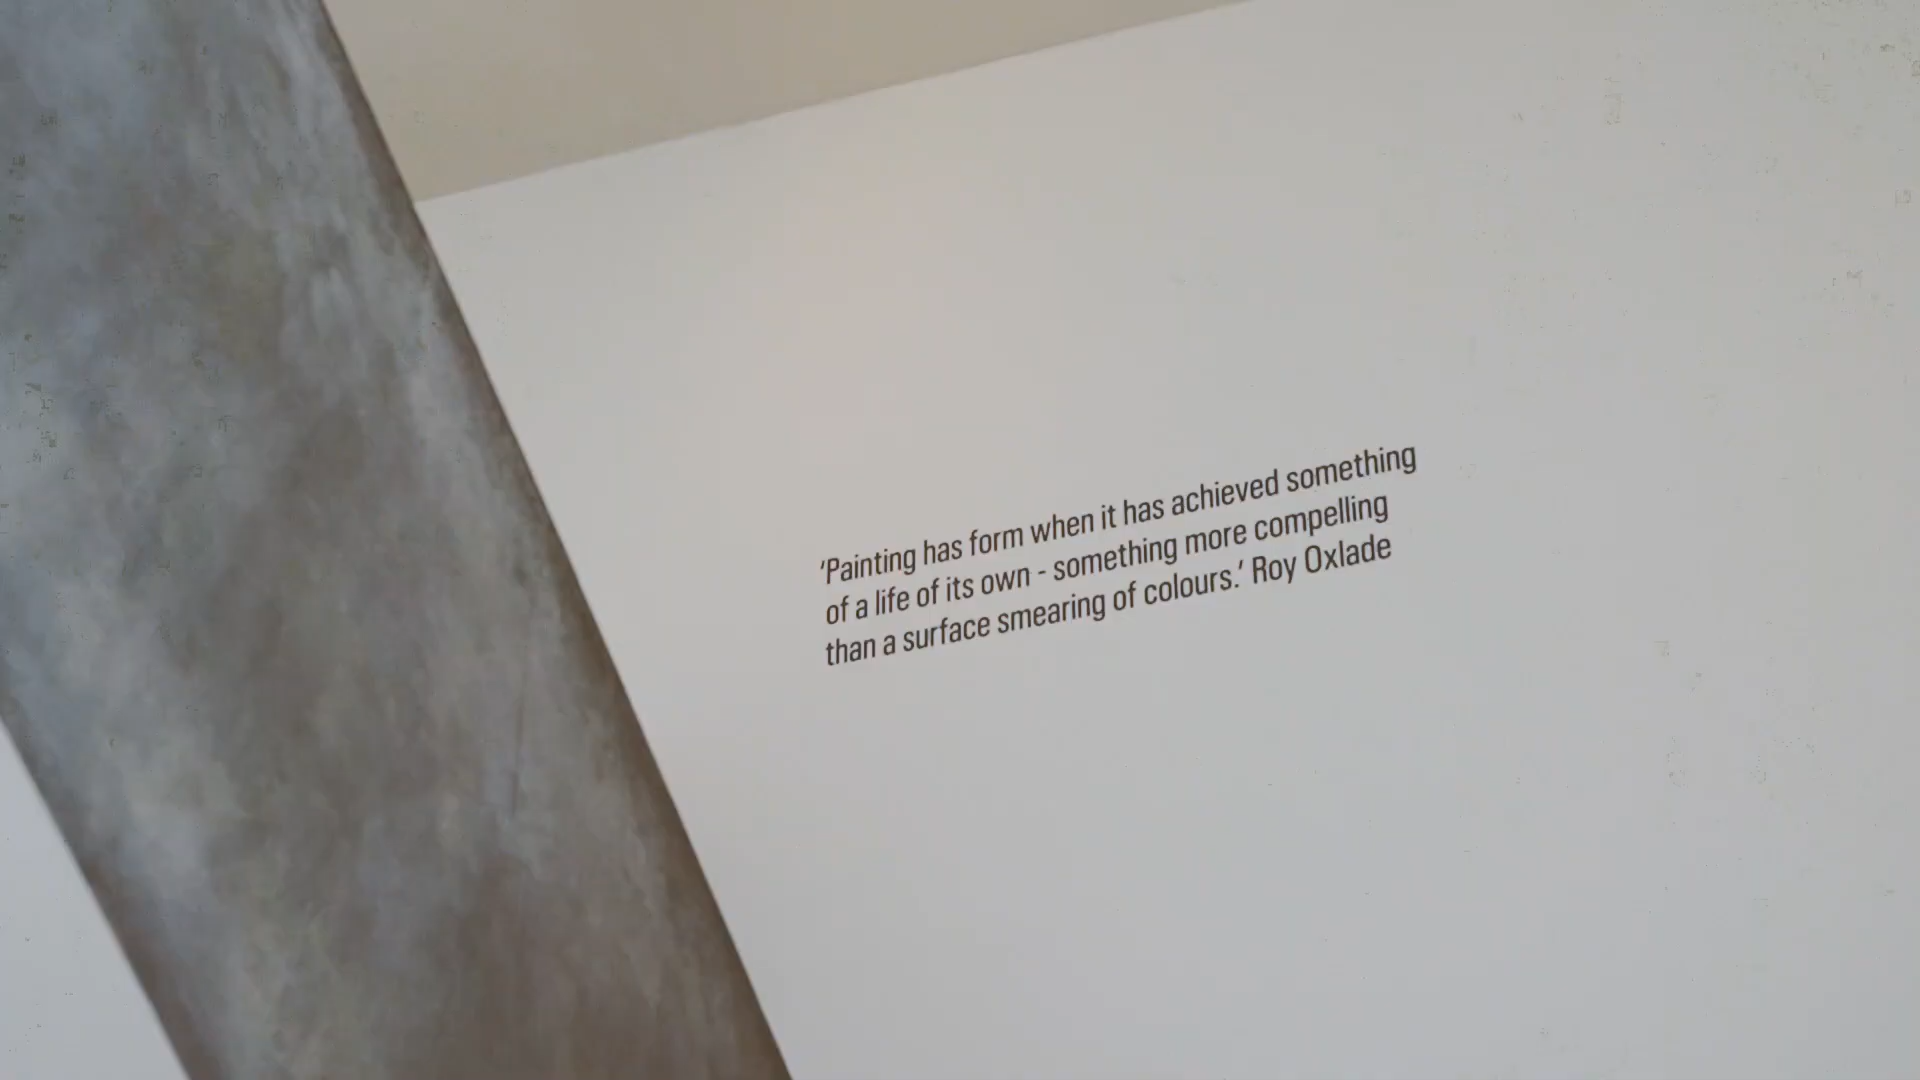 ‘Painting has form when it has achieved something
of a life of its own - something more compelling
than a surface smearing of colours.’ Roy Oxlade